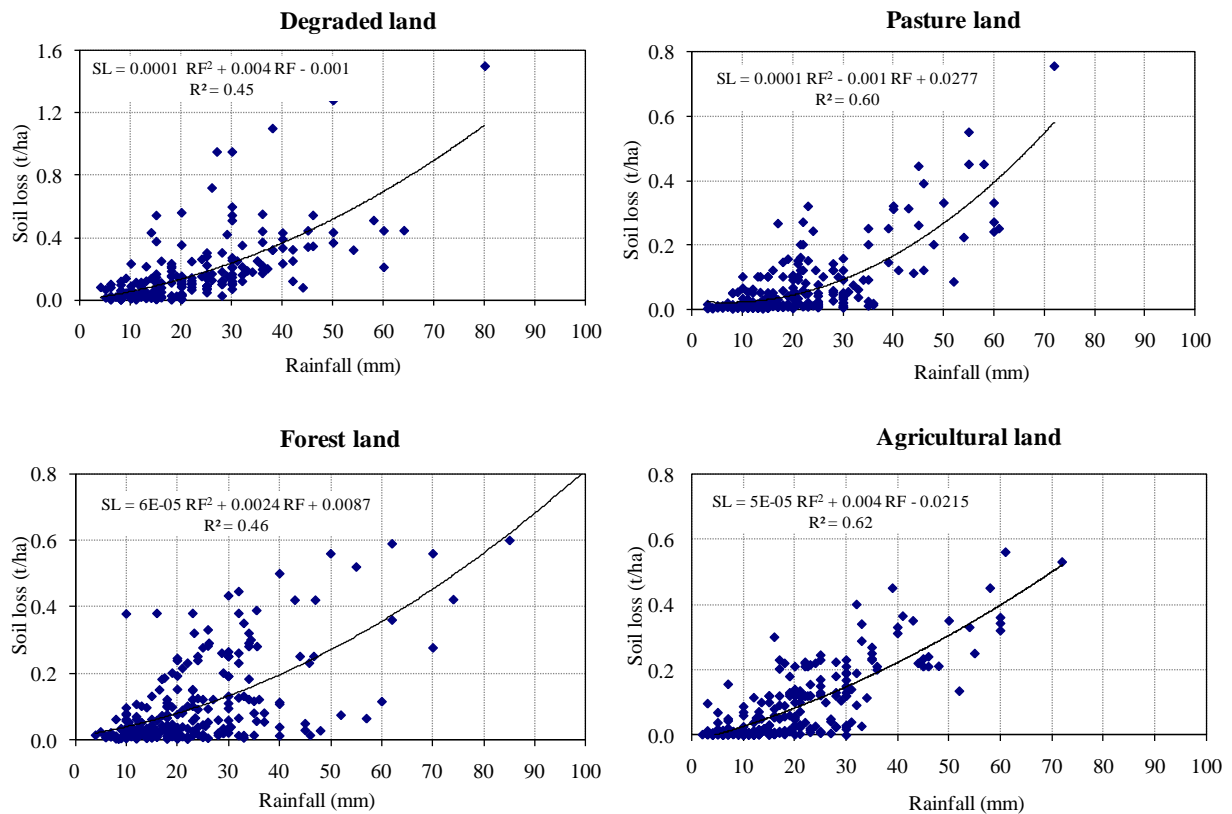 Degraded land
SL = 0.0001 RF² + 0.004 RF - 0.001
R² = 0.45
Soil loss (t/ha)
1.6
1.2
0.8
0.4
0.0
0 10 20 30 40 50 60 70 80 90 100
Rainfall (mm)
Pasture land
SL = 0.0001 RF² - 0.001 RF + 0.0277
R² = 0.60
Soil loss (t/ha)
0.8
0.6
0.4
0.2
0.0
0 10 20 30 40 50 60 70 80 90 100
Rainfall (mm)
Forest land
SL = 6E-05 RF² + 0.0024 RF + 0.0087
R² = 0.46
Soil loss (t/ha)
0.8
0.6
0.4
0.2
0.0
0 10 20 30 40 50 60 70 80 90 100
Rainfall (mm)
Agricultural land
SL = 5E-05 RF² + 0.004 RF - 0.0215
R² = 0.62
Soil loss (t/ha)
0.8
0.6
0.4
0.2
0.0
0 10 20 30 40 50 60 70 80 90 100
Rainfall (mm)